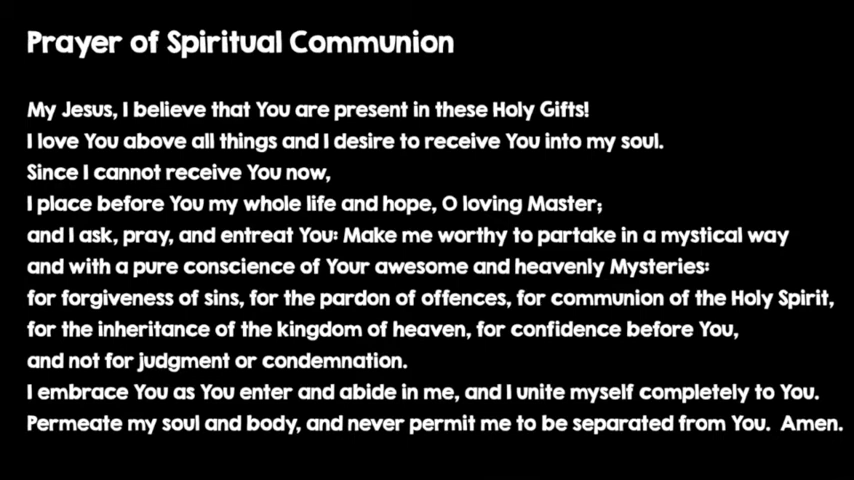 Prayer of Spiritual Communion
My Jesus, I believe that You are present in these Holy Gifts!
I love You above all things and I desire to receive You into my soul.
Since I cannot receive You now,
I place before You my whole life and hope, O loving Master;
and I ask, pray, and entreat You: Make me worthy to partake in a mystical way
and with a pure conscience of Your awesome and heavenly Mysteries:
for forgiveness of sins, for the pardon of offences, for communion of the Holy Spirit,
for the inheritance of the kingdom of heaven, for confidence before You,
and not for judgment or condemnation.
I embrace You as You enter and abide in me, and I unite myself completely to You.
Permeate my soul and body, and never permit me to be separated from You.  Amen.